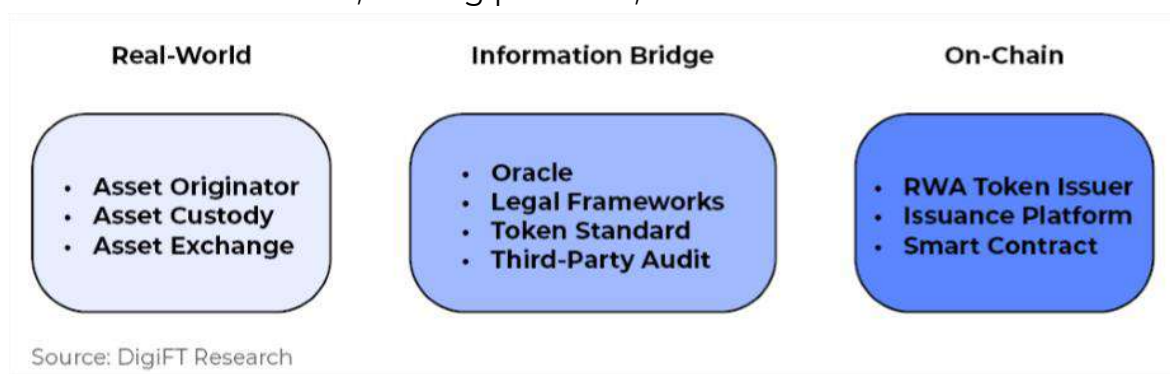 Real-World
Information Bridge
On-Chain
• Asset Originator
• Asset Custody
• Asset Exchange
• Oracle
• Legal Frameworks
• Token Standard
• Third-Party Audit
• RWA Token Issuer
• Issuance Platform
• Smart Contract
Source: DigiFT Research